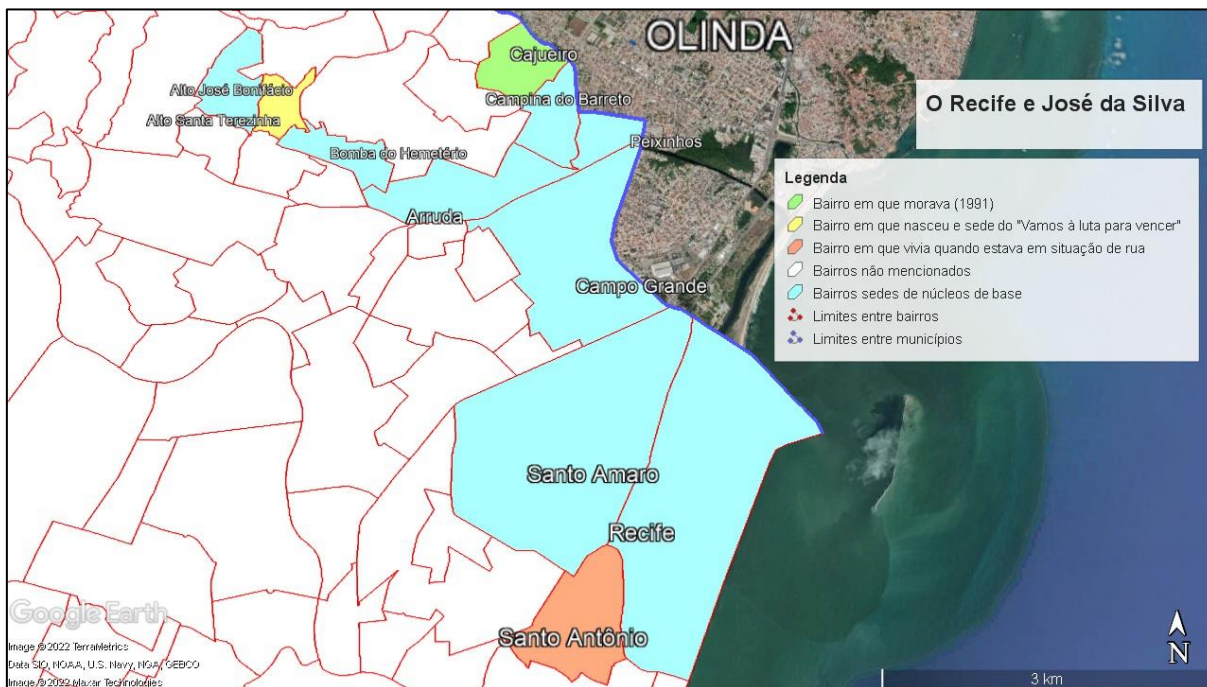 OLINDA
Cajueiro
Alto José Bonifácio
Campina do Barreto
Alto Santa Terezinha
Peixinhos
Bomba do Hemetério
Arruda
Campo Grande
Santo Amaro
Recife
Santo Antônio
O Recife e José da Silva
Legenda
Bairro em que morava (1991)
Bairro em que nasceu e sede do "Vamos à luta para vencer"
Bairro em que vivia quando estava em situação de rua
Bairros não mencionados
Bairros sedes de núcleos de base
Limites entre bairros
Limites entre municípios
Google Earth
Image © 2022 TerraMetrics
Data SIO, NOAA, U.S. Navy, NGA, GEBCO
Image © 2022 Maxar Technologies
N
3 km